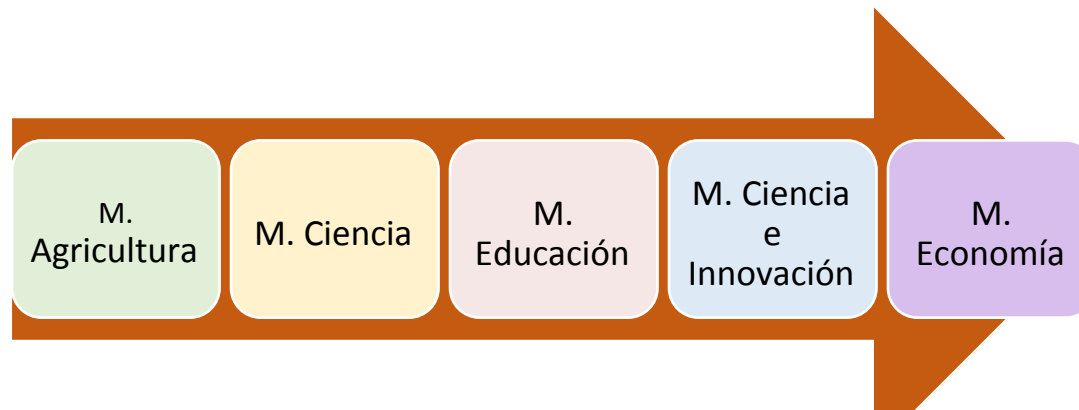 M.
Agricultura
M. Ciencia
M.
Educación
M. Ciencia
e
Innovación
M.
Economía